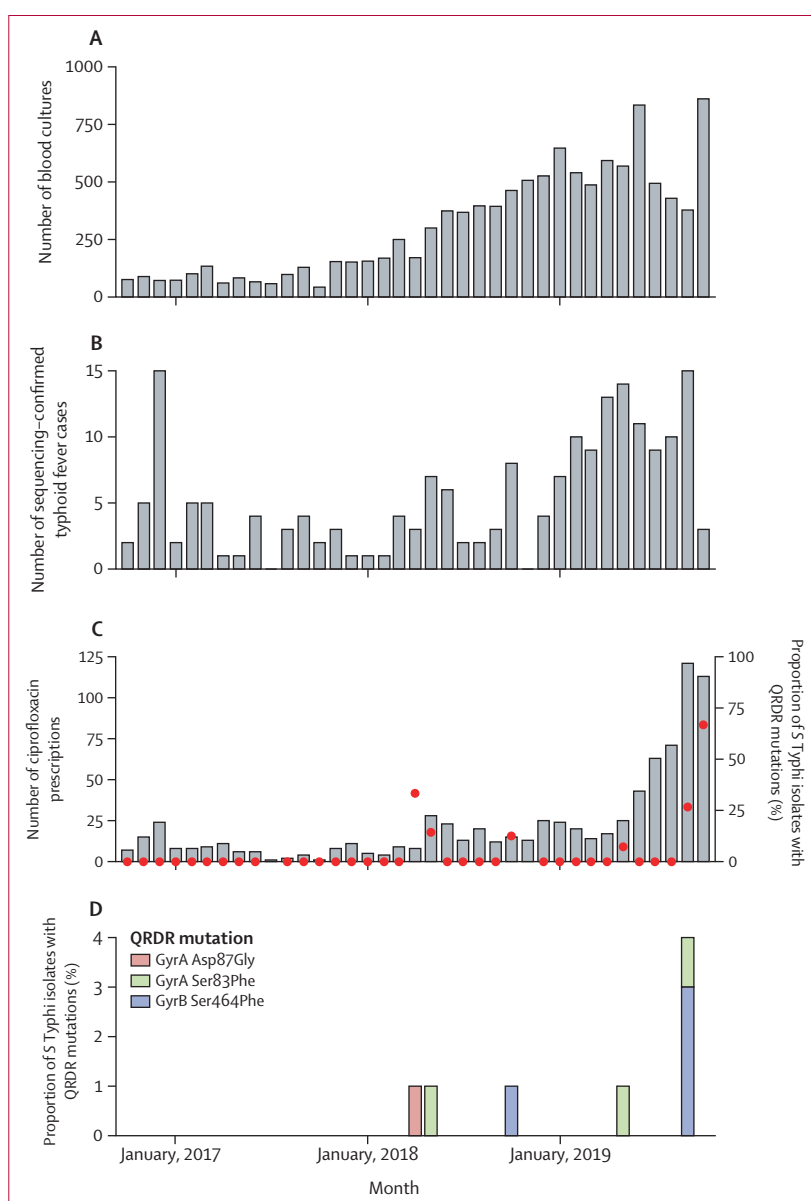 A
Number of blood cultures
1000
750
500
250
0
B
Number of sequencing–confirmed
typhoid fever cases
15
10
5
0
C
Number of ciprofloxacin
prescriptions
125
100
75
50
25
0
100
75
50
25
0
Proportion of S Typhi isolates with
QRDR mutations (%)
D
Proportion of S Typhi isolates with
QRDR mutations (%)
4
3
2
1
0
QRDR mutation
GyrA Asp87Gly
GyrA Ser83Phe
GyrB Ser464Phe
January, 2017 January, 2018 January, 2019
Month